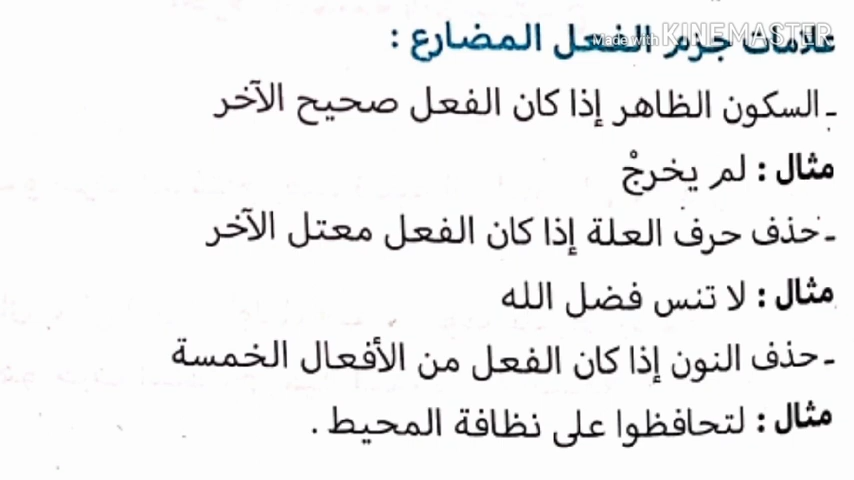 علامات جزم الفعل المضارع :
Made with KINEMASTER
ـ السكون الظاهر إذا كان الفعل صحيح الآخر
مثال : لم يخرجْ
ـ حذف حرف العلة إذا كان الفعل معتل الآخر
مثال : لا تنس فضل الله
ـ حذف النون إذا كان الفعل من الأفعال الخمسة
مثال : لتحافظوا على نظافة المحيط .